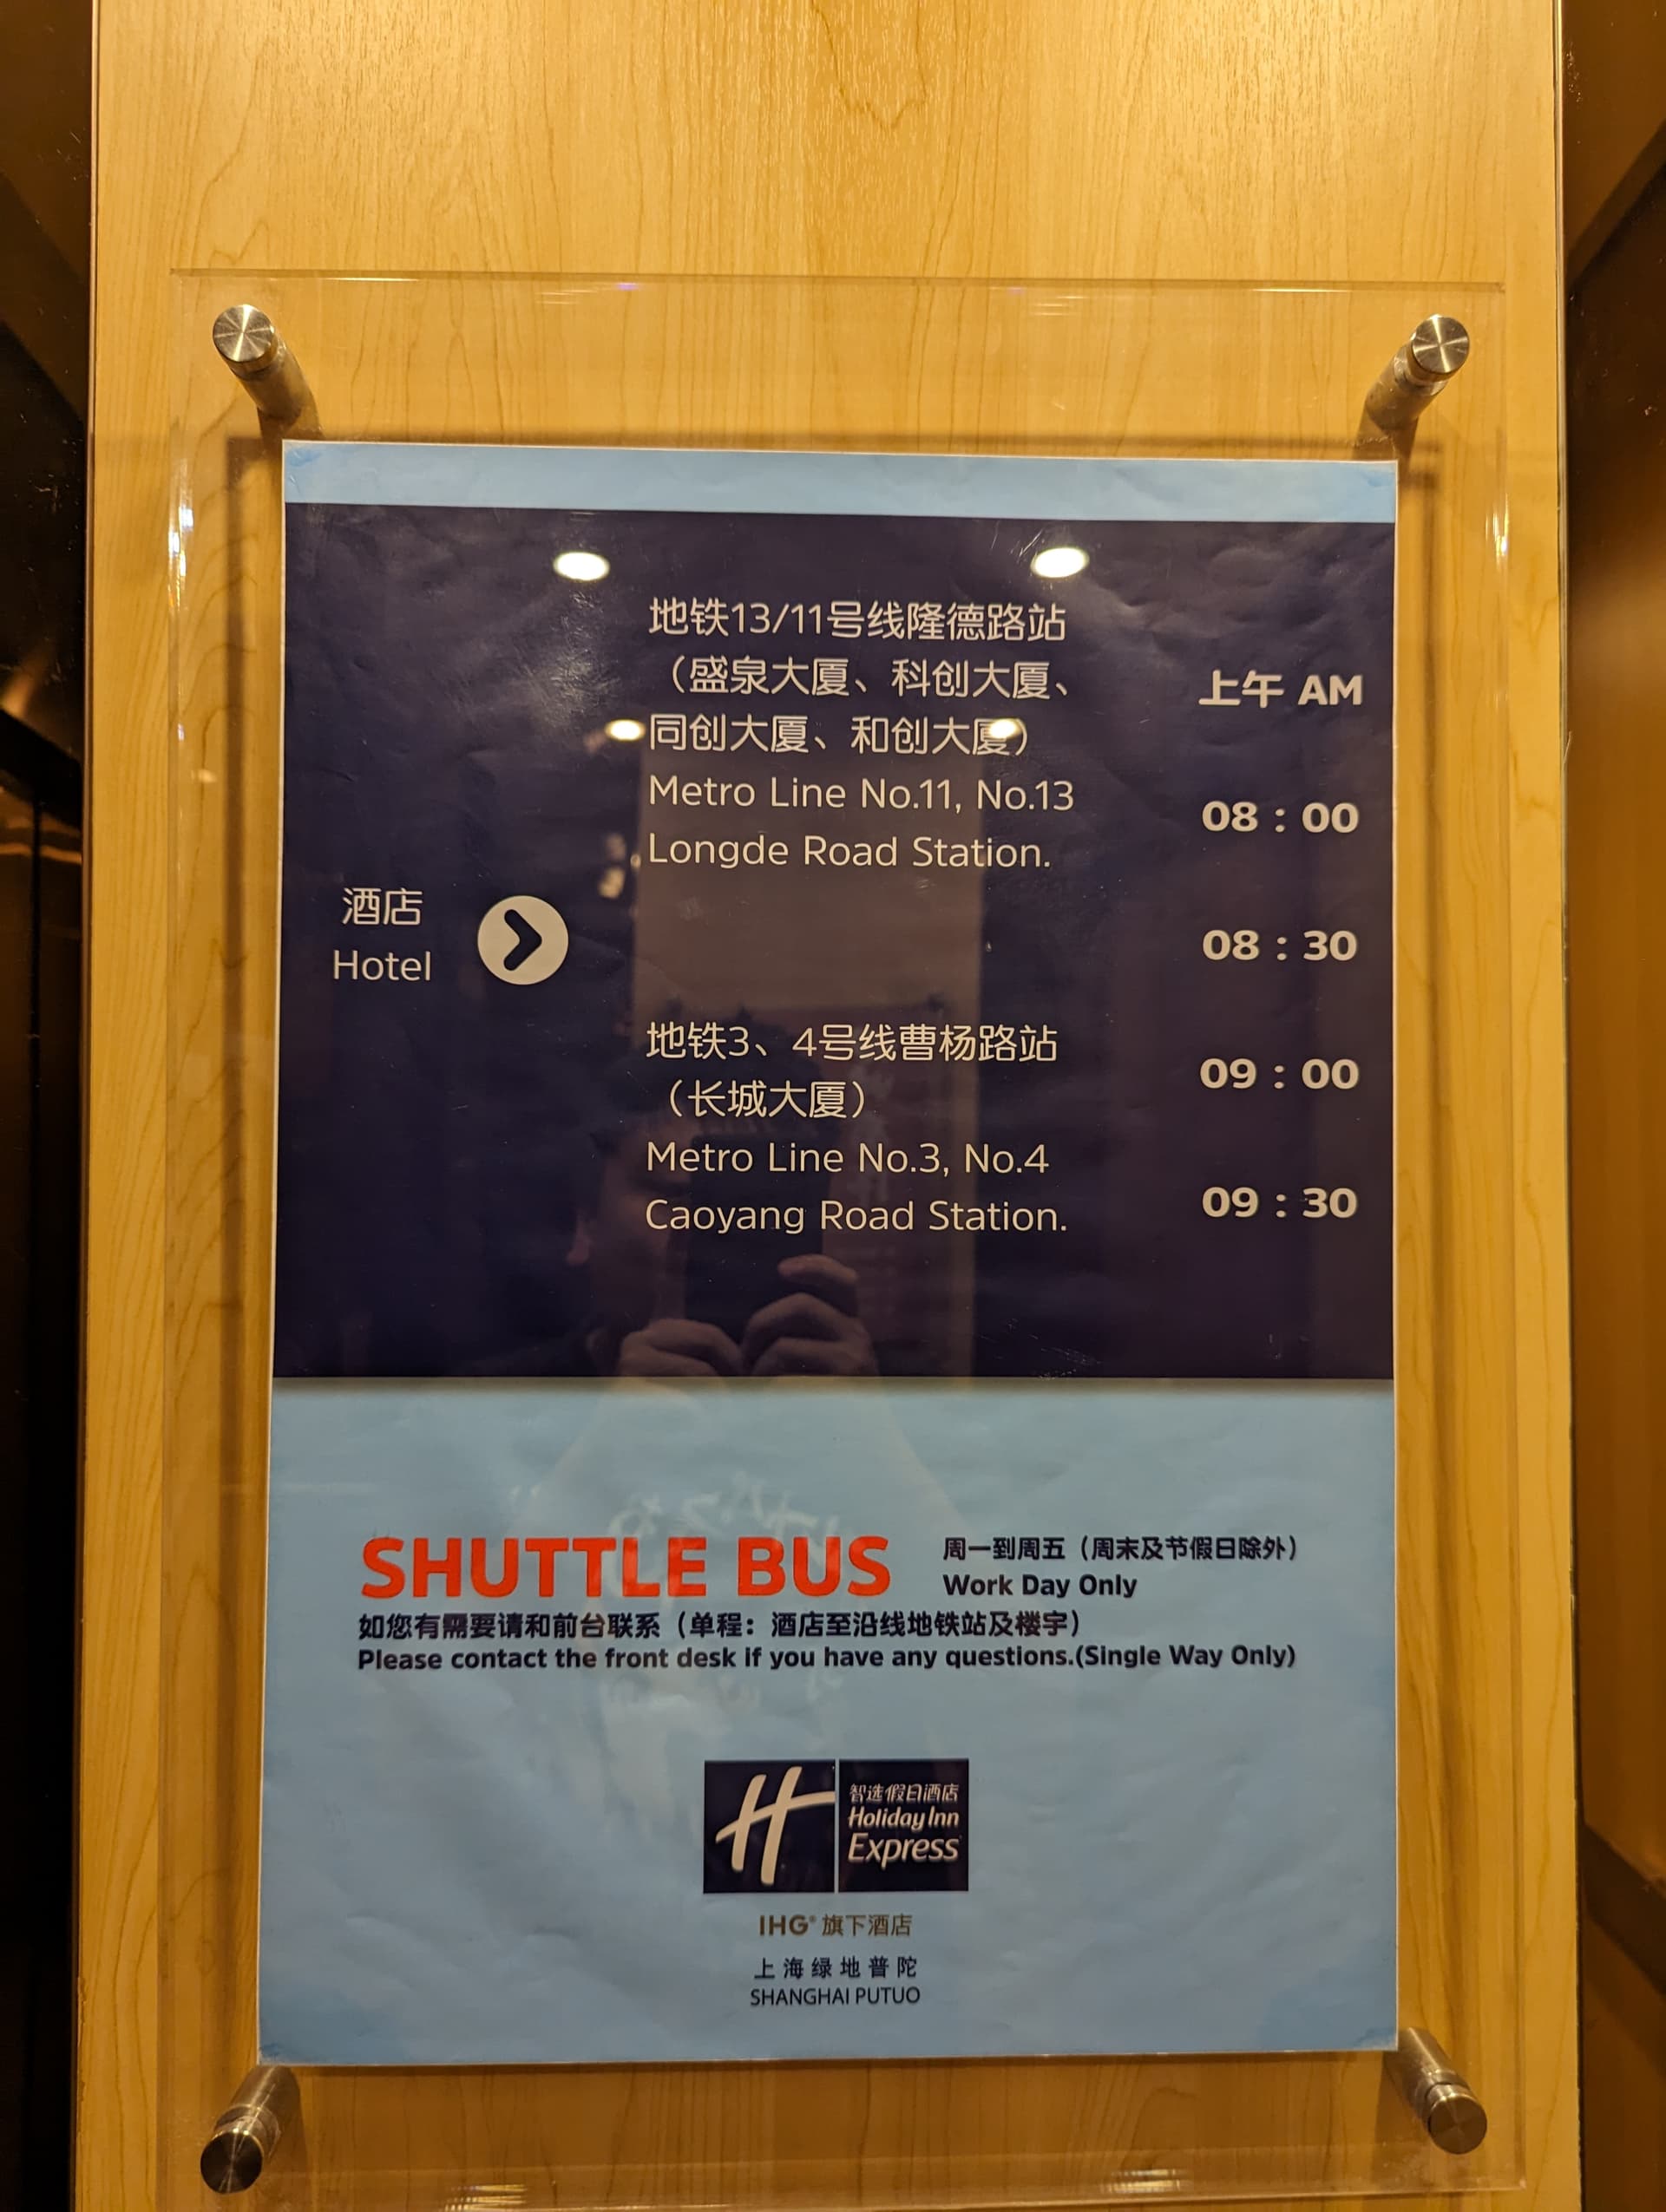 地铁13/11号线隆德路站
（盛泉大厦、科创大厦、
同创大厦、和创大厦）
Metro Line No.11, No.13
Longde Road Station.
酒店
Hotel
地铁3、4号线曹杨路站
（长城大厦）
Metro Line No.3, No.4
Caoyang Road Station.
上午 AM
08 : 00
08 : 30
09 : 00
09 : 30
SHUTTLE BUS
周一到周五（周末及节假日除外）
Work Day Only
如您有需要请和前台联系（单程：酒店至沿线地铁站及楼宇）
Please contact the front desk if you have any questions.(Single Way Only)
H
智选假日酒店
Holiday Inn
Express
IHG® 旗下酒店
上海绿地普陀
SHANGHAI PUTUO